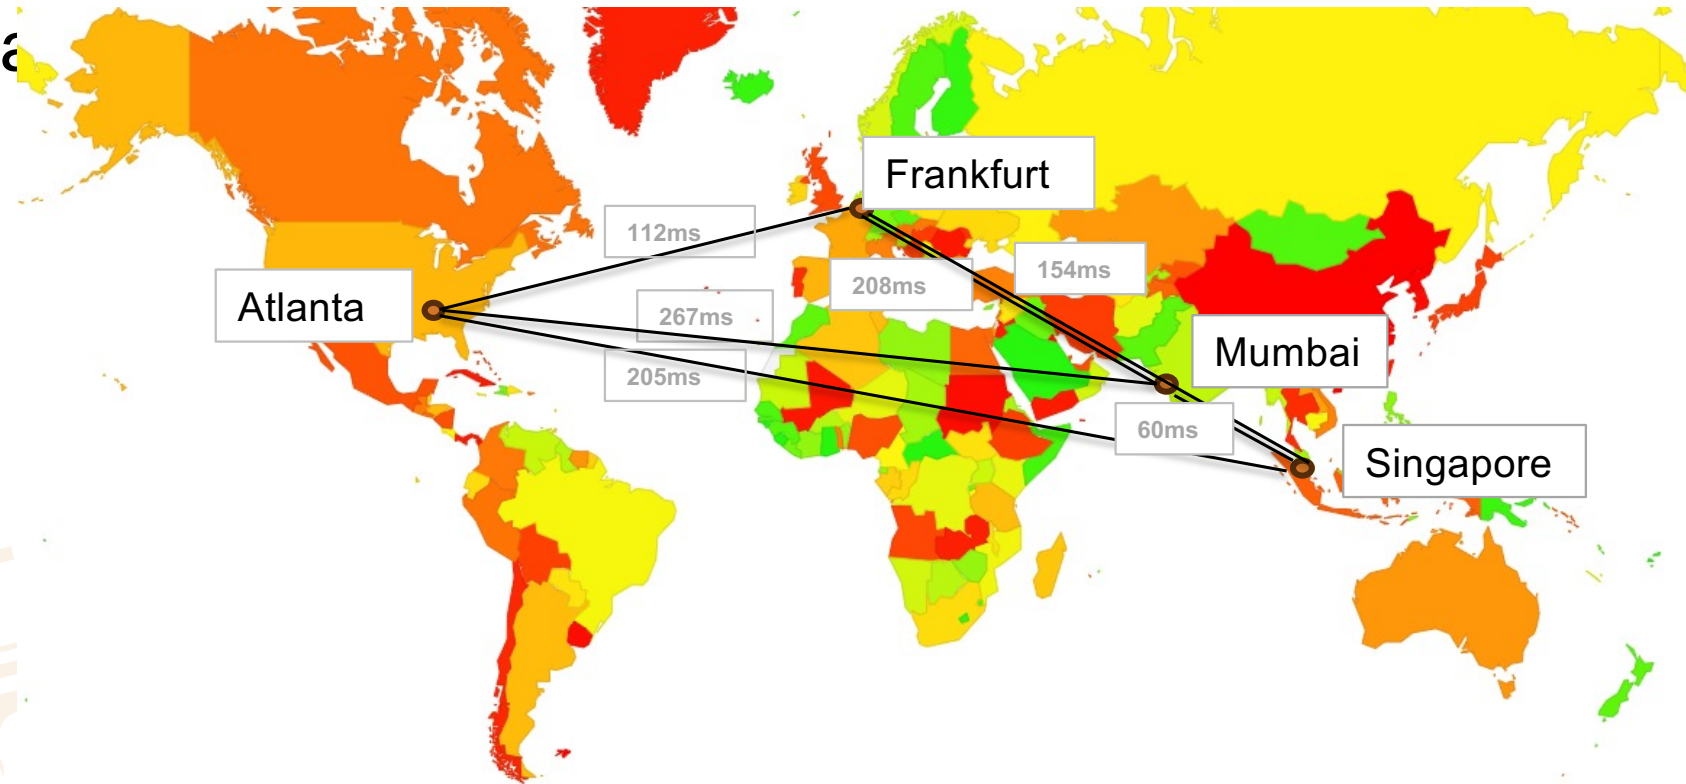 a
Frankfurt
112ms
154ms
208ms
Atlanta
267ms
Mumbai
205ms
60ms
Singapore